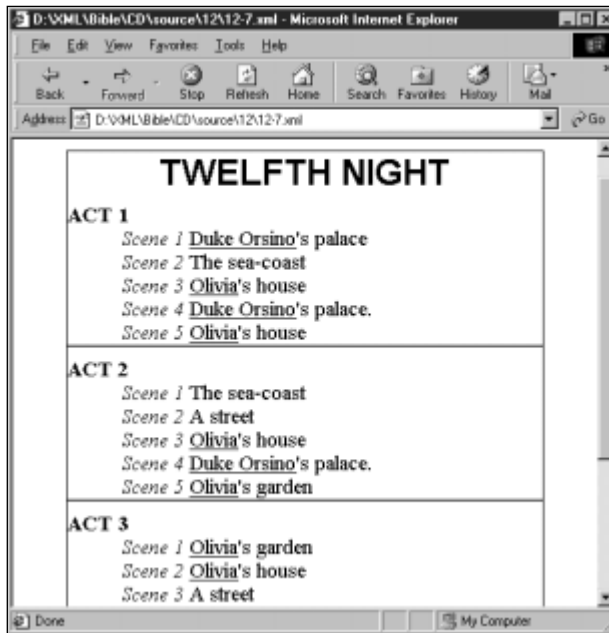 D:\XML\Bible\CD\source\12\12-7.xml - Microsoft Internet Explorer
File Edit View Favorites Tools Help
Back Forward Stop Refresh Home Search Favorites History Mail
Address D:\XML\Bible\CD\source\12\12-7.xml Go
TWELFTH NIGHT
ACT 1
Scene 1 Duke Orsino's palace
Scene 2 The sea-coast
Scene 3 Olivia's house
Scene 4 Duke Orsino's palace.
Scene 5 Olivia's house
ACT 2
Scene 1 The sea-coast
Scene 2 A street
Scene 3 Olivia's house
Scene 4 Duke Orsino's palace.
Scene 5 Olivia's garden
ACT 3
Scene 1 Olivia's garden
Scene 2 Olivia's house
Scene 3 A street
Done My Computer